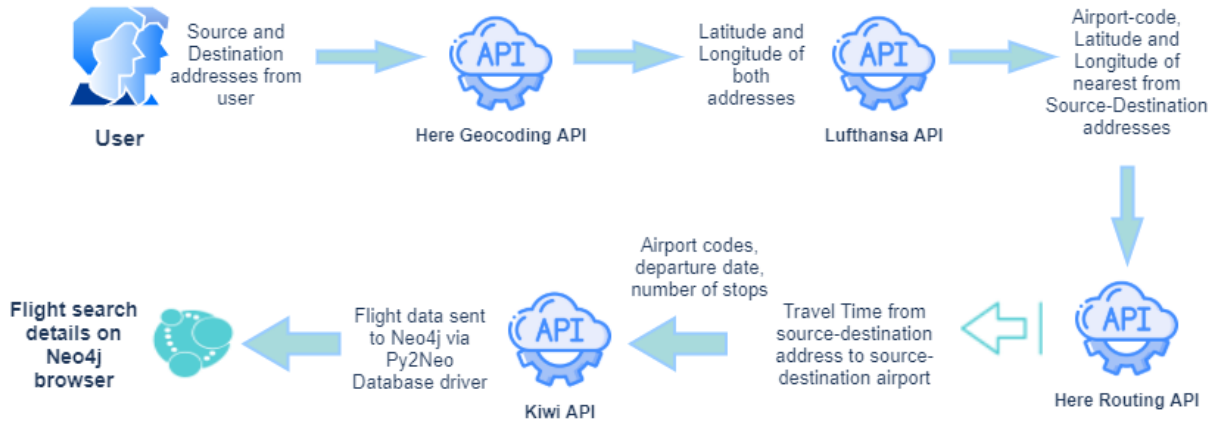 Source and
Destination
addresses from
user
User
API
Here Geocoding API
Latitude and
Longitude of
both
addresses
API
Lufthansa API
Airport-code,
Latitude and
Longitude of
nearest from
Source-Destination
addresses
API
Here Routing API
Travel Time from
source-destination
address to source-
destination airport
Airport codes,
departure date,
number of stops
API
Kiwi API
Flight data sent
to Neo4j via
Py2Neo
Database driver
Flight search
details on
Neo4j
browser